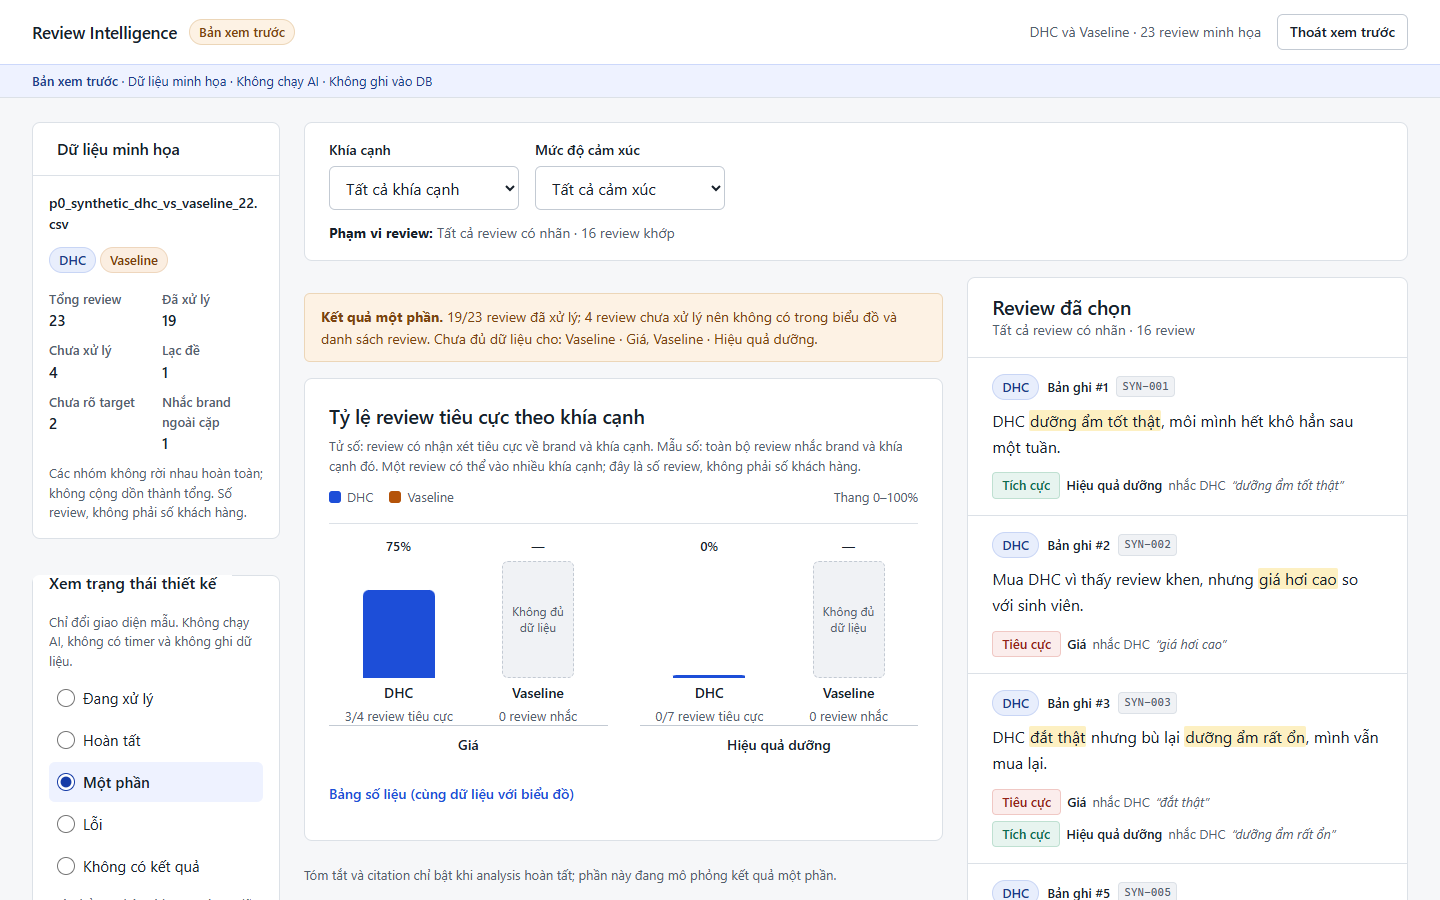 Review Intelligence
Bản xem trước
DHC và Vaseline · 23 review minh họa
Thoát xem trước
Bản xem trước · Dữ liệu minh họa · Không chạy AI · Không ghi vào DB
Dữ liệu minh họa
p0_synthetic_dhc_vs_vaseline_22.
csv
DHC
Vaseline
Tổng review
Đã xử lý
23
19
Chưa xử lý
Lạc đề
4
1
Chưa rõ target
Nhắc brand
ngoài cặp
2
1
Các nhóm không rời nhau hoàn toàn;
không cộng dồn thành tổng. Số
review, không phải số khách hàng.
Xem trạng thái thiết kế
Chỉ đổi giao diện mẫu. Không chạy
AI, không có timer và không ghi dữ
liệu.
Đang xử lý
Hoàn tất
Một phần
Lỗi
Không có kết quả
Khía cạnh
Mức độ cảm xúc
Tất cả khía cạnh
Tất cả cảm xúc
Phạm vi review: Tất cả review có nhãn · 16 review khớp
Kết quả một phần. 19/23 review đã xử lý; 4 review chưa xử lý nên không có trong biểu đồ và
danh sách review. Chưa đủ dữ liệu cho: Vaseline · Giá, Vaseline · Hiệu quả dưỡng.
Tỷ lệ review tiêu cực theo khía cạnh
Tử số: review có nhận xét tiêu cực về brand và khía cạnh. Mẫu số: toàn bộ review nhắc brand và khía
cạnh đó. Một review có thể vào nhiều khía cạnh; đây là số review, không phải số khách hàng.
DHC
Vaseline
Thang 0–100%
75%
—
0%
—
Không đủ
dữ liệu
Không đủ
dữ liệu
DHC
Vaseline
DHC
Vaseline
3/4 review tiêu cực
0 review nhắc
0/7 review tiêu cực
0 review nhắc
Giá
Hiệu quả dưỡng
Bảng số liệu (cùng dữ liệu với biểu đồ)
Tóm tắt và citation chỉ bật khi analysis hoàn tất; phần này đang mô phỏng kết quả một phần.
Review đã chọn
Tất cả review có nhãn · 16 review
DHC Bản ghi #1 SYN-001
DHC dưỡng ẩm tốt thật, môi mình hết khô hẳn sau
một tuần.
Tích cực Hiệu quả dưỡng nhắc DHC “dưỡng ẩm tốt thật”
DHC Bản ghi #2 SYN-002
Mua DHC vì thấy review khen, nhưng giá hơi cao so
với sinh viên.
Tiêu cực Giá nhắc DHC “giá hơi cao”
DHC Bản ghi #3 SYN-003
DHC đắt thật nhưng bù lại dưỡng ẩm rất ổn, mình vẫn
mua lại.
Tiêu cực Giá nhắc DHC “đắt thật”
Tích cực Hiệu quả dưỡng nhắc DHC “dưỡng ẩm rất ổn”
DHC Bản ghi #5 SYN-005